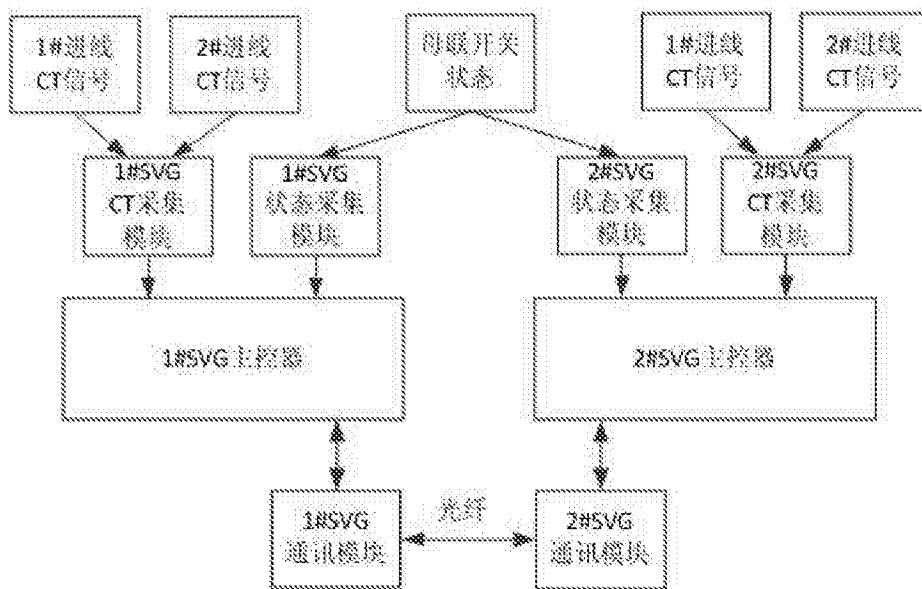 1#进线
CT信号
2#进线
CT信号
母联开关
状态
1#进线
CT信号
2#进线
CT信号
1#SVG
CT采集
模块
1#SVG
状态采集
模块
2#SVG
状态采集
模块
2#SVG
CT采集
模块
1#SVG主控器
2#SVG主控器
1#SVG
通讯模块
光纤
2#SVG
通讯模块